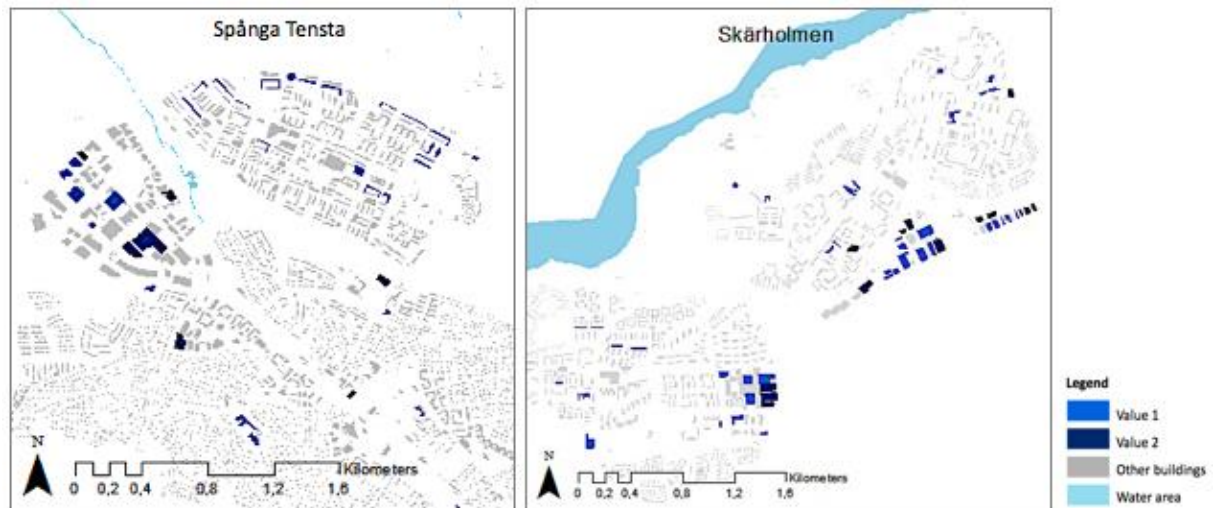 Spånga Tensta
N
Kilometers
0 0,2 0,4 0,8 1,2 1,6
Skärholmen
N
Kilometers
0 0,2 0,4 0,8 1,2 1,6
Legend
Value 1
Value 2
Other buildings
Water area